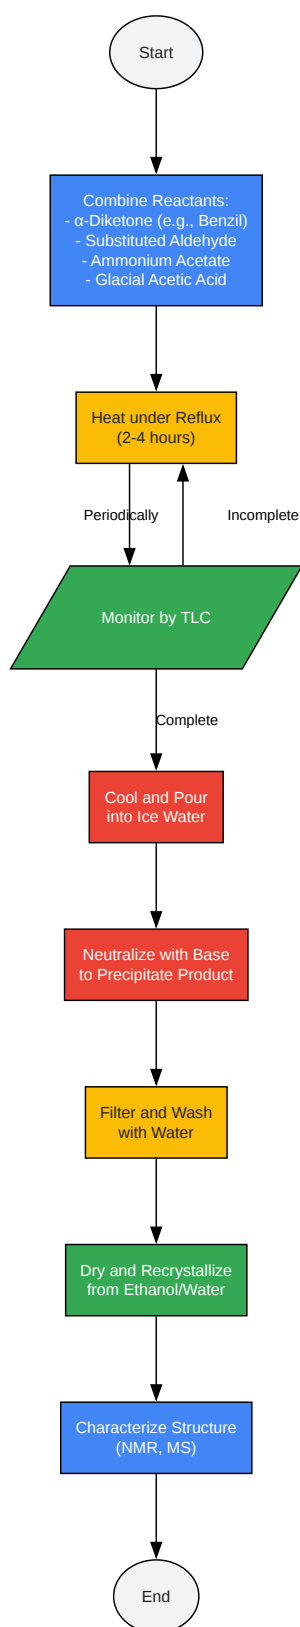 Start
Combine Reactants:
- α-Diketone (e.g., Benzil)
- Substituted Aldehyde
- Ammonium Acetate
- Glacial Acetic Acid
Heat under Reflux
(2-4 hours)
Periodically
Incomplete
Monitor by TLC
Complete
Cool and Pour
into Ice Water
Neutralize with Base
to Precipitate Product
Filter and Wash
with Water
Dry and Recrystallize
from Ethanol/Water
Characterize Structure
(NMR, MS)
End